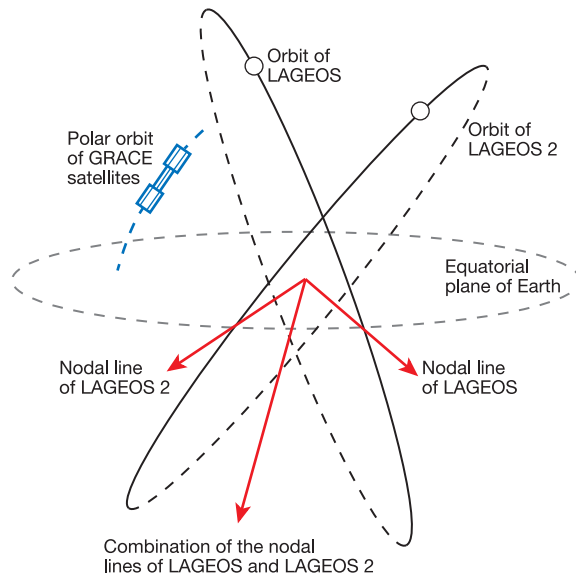 Orbit of
LAGEOS
Orbit of
LAGEOS 2
Polar orbit
of GRACE
satellites
Equatorial
plane of Earth
Nodal line
of LAGEOS 2
Nodal line
of LAGEOS
Combination of the nodal
lines of LAGEOS and LAGEOS 2